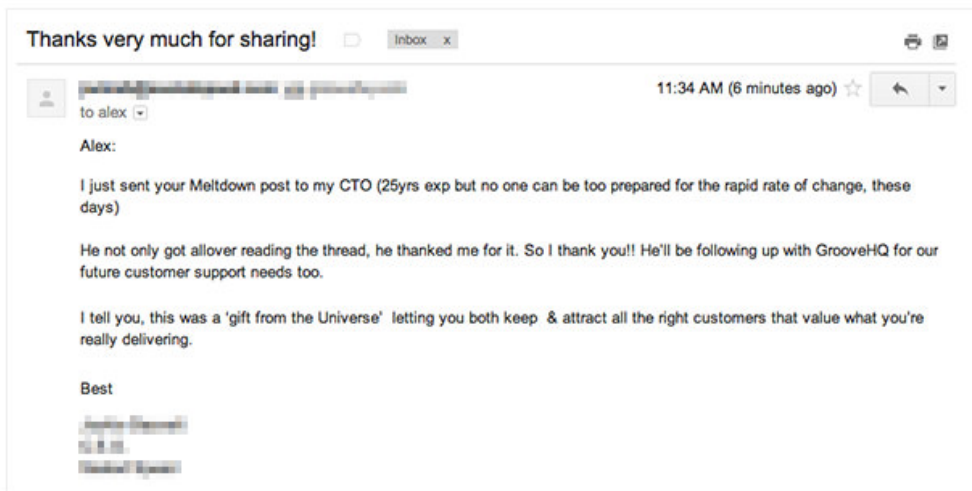 Thanks very much for sharing! Inbox x
11:34 AM (6 minutes ago)
to alex
Alex:
I just sent your Meltdown post to my CTO (25yrs exp but no one can be too prepared for the rapid rate of change, these
days)
He not only got allover reading the thread, he thanked me for it. So I thank you!! He'll be following up with GrooveHQ for our
future customer support needs too.
I tell you, this was a 'gift from the Universe'  letting you both keep  & attract all the right customers that value what you're
really delivering.
Best